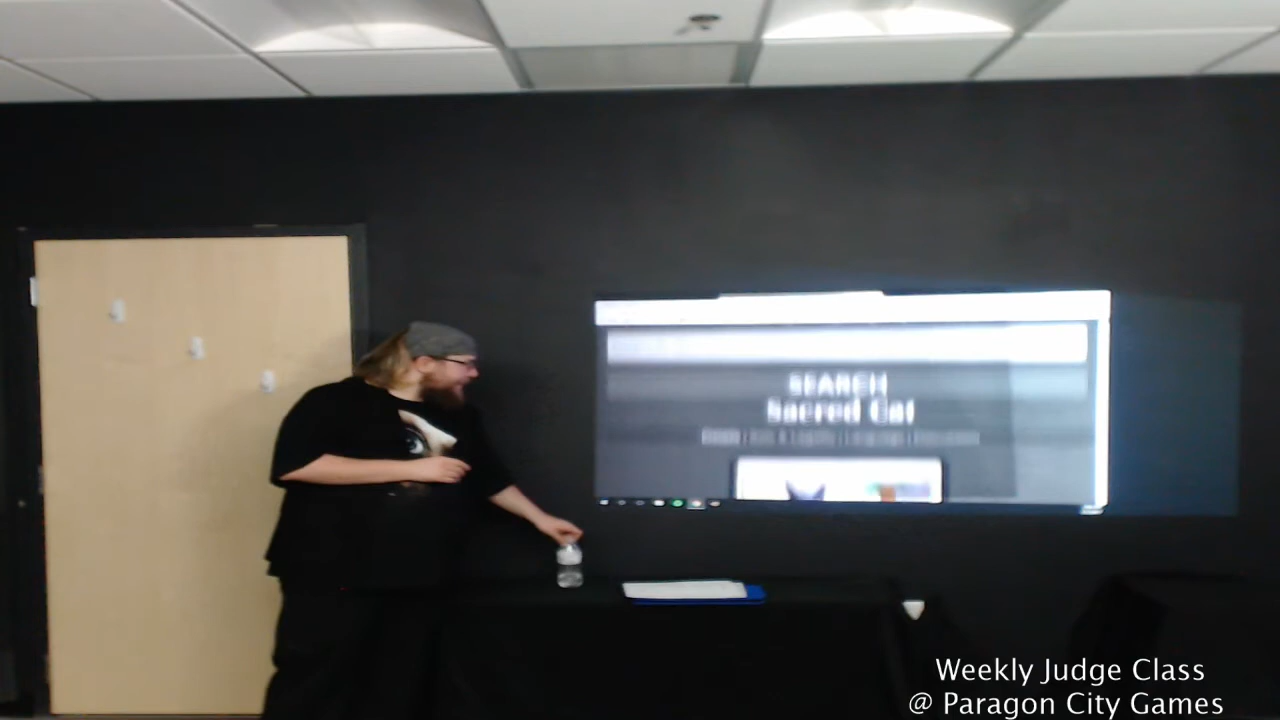 SEARCH
Sacred Cat
Weekly Judge Class
@ Paragon City Games